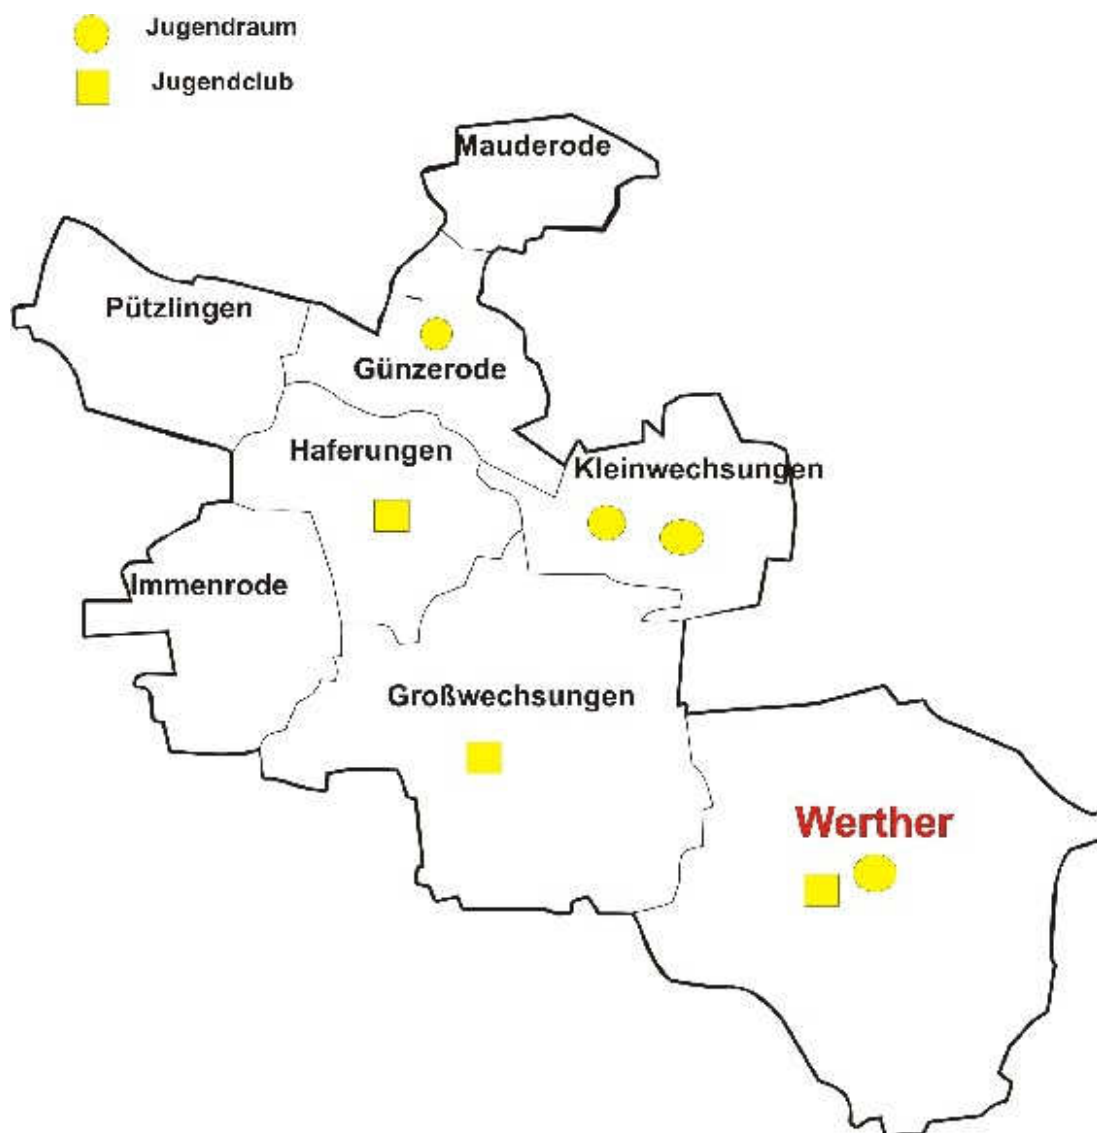 Jugendraum
Jugendclub
Mauderode
Pützlingen
Günzerode
Haferungen
Kleinwechsungen
Immenrode
Großwechsungen
Werther